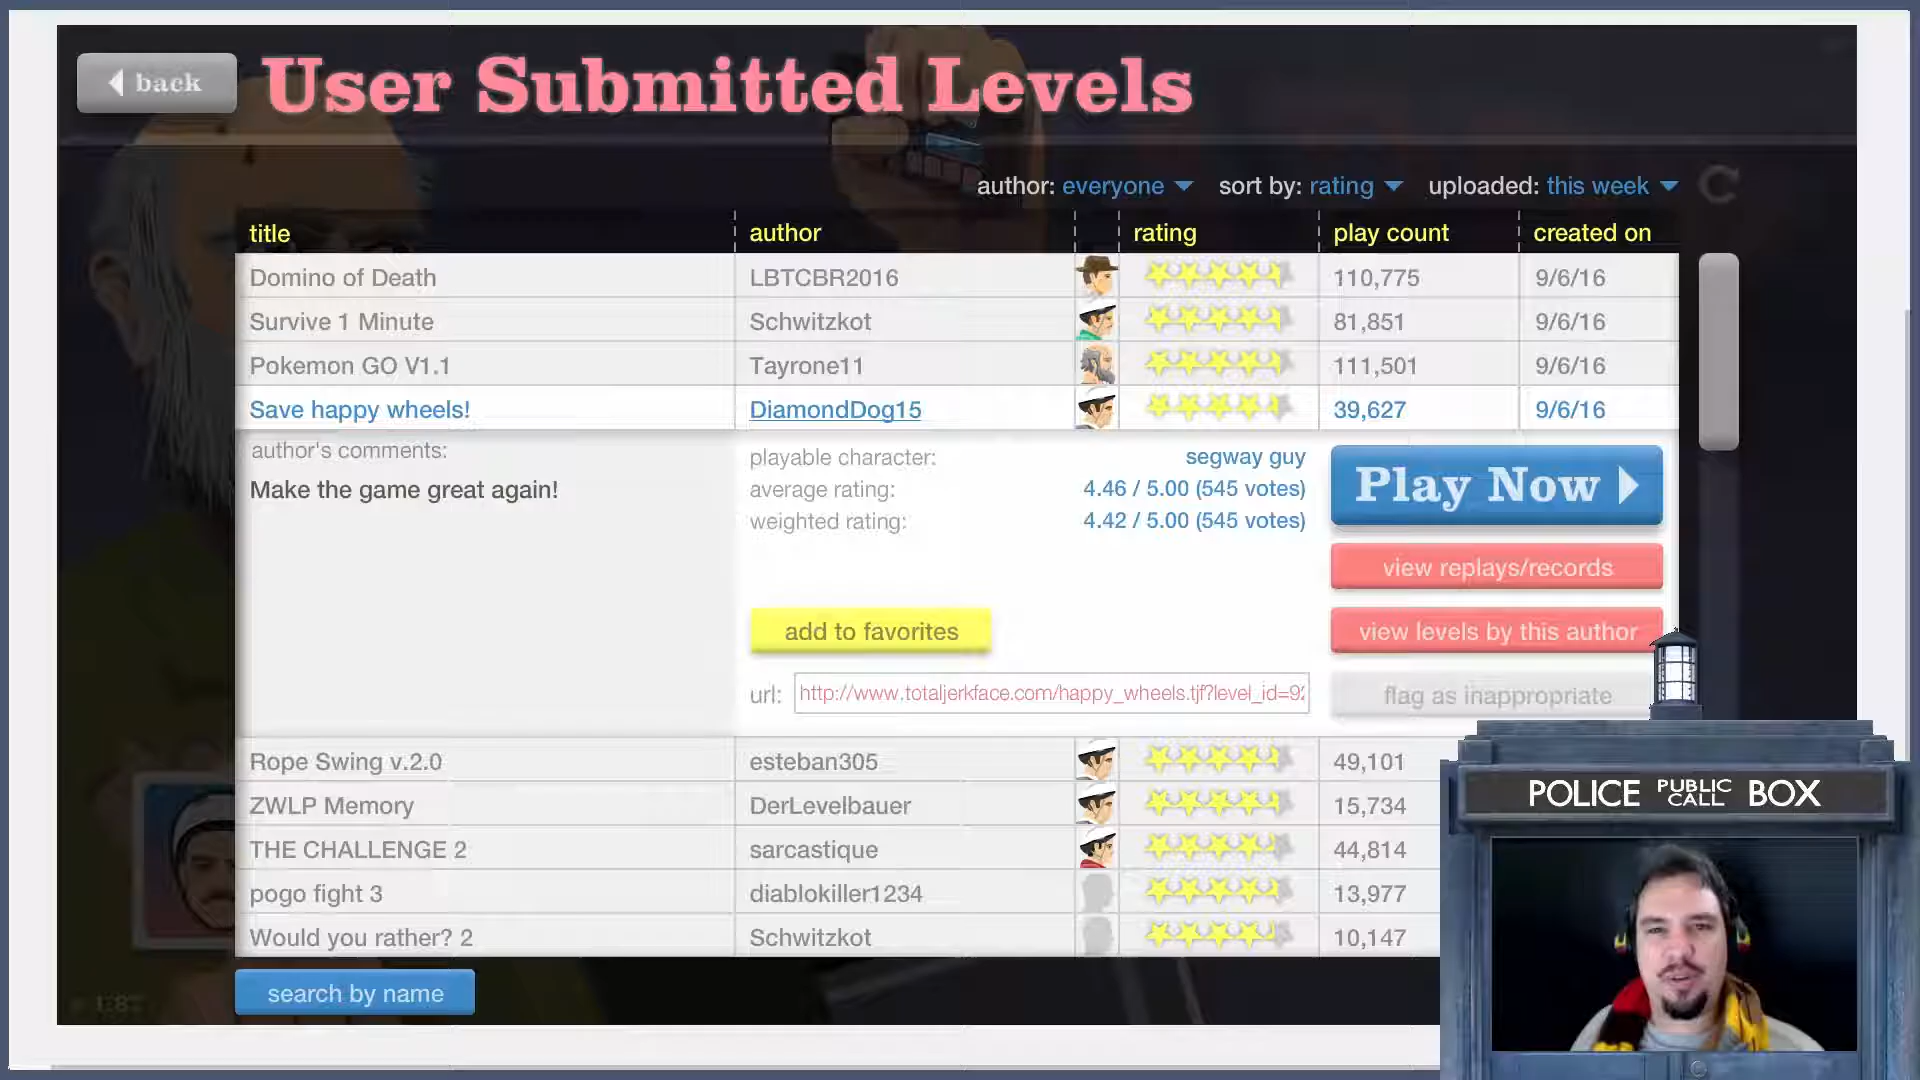 back
User Submitted Levels
author: everyone sort by: rating uploaded: this week
title author rating play count created on
Domino of Death LBTCBR2016 110,775 9/6/16
Survive 1 Minute Schwitzkot 81,851 9/6/16
Pokemon GO V1.1 Tayrone11 111,501 9/6/16
Save happy wheels! DiamondDog15 39,627 9/6/16
author's comments:
Make the game great again!
playable character: segway guy
average rating: 4.46 / 5.00 (545 votes)
weighted rating: 4.42 / 5.00 (545 votes)
Play Now
view replays/records
add to favorites
view levels by this author
url: http://www.totaljerkface.com/happy_wheels.tjf?level_id=92
flag as inappropriate
Rope Swing v.2.0 esteban305 49,101
ZWLP Memory DerLevelbauer 15,734
THE CHALLENGE 2 sarcastique 44,814
pogo fight 3 diablokiller1234 13,977
Would you rather? 2 Schwitzkot 10,147
search by name
POLICE PUBLIC CALL BOX